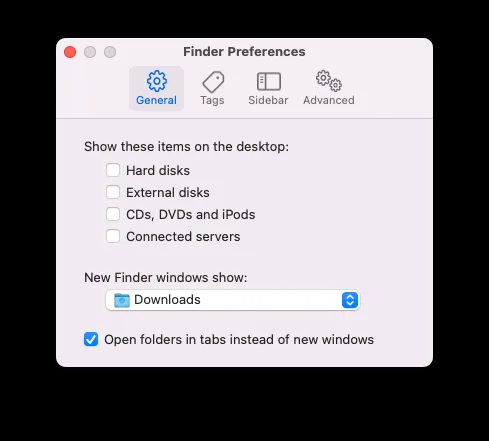 Finder Preferences
General Tags Sidebar Advanced
Show these items on the desktop:
Hard disks
External disks
CDs, DVDs and iPods
Connected servers
New Finder windows show:
Downloads
Open folders in tabs instead of new windows